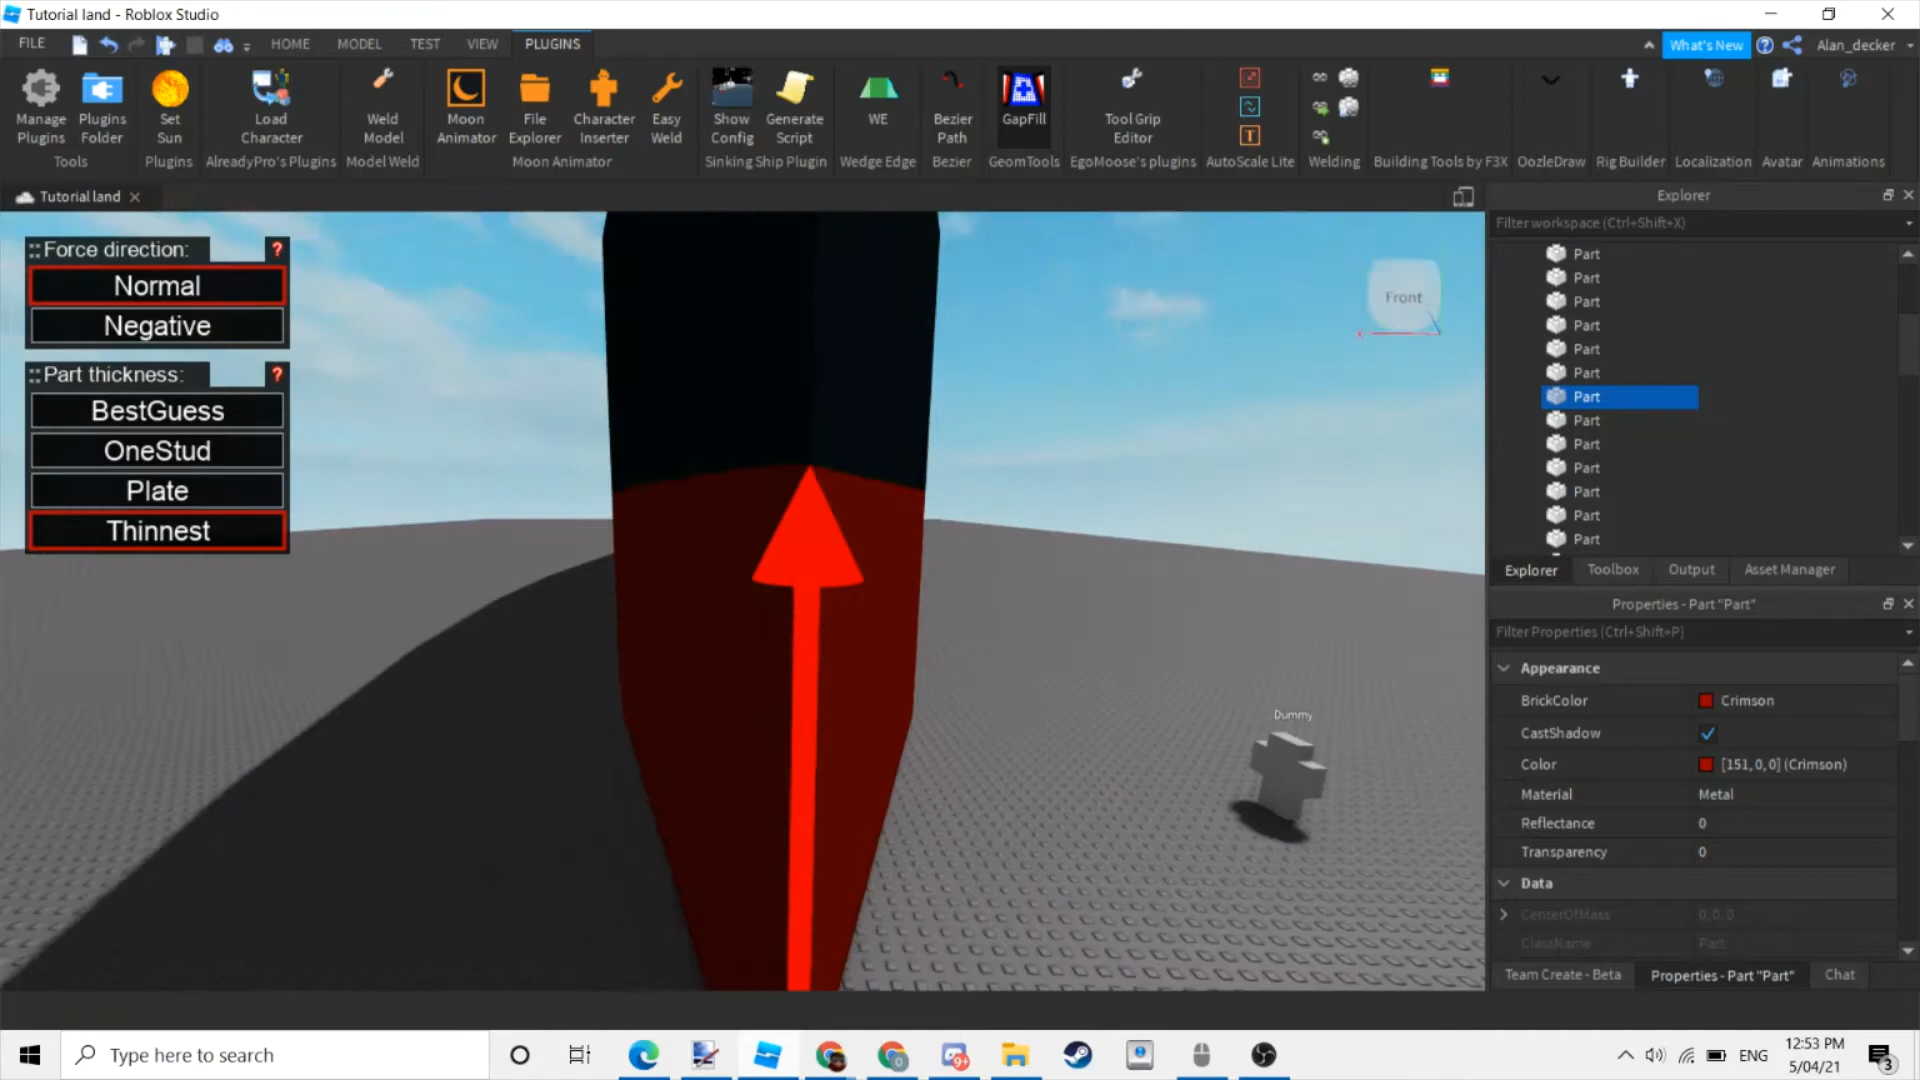 Tutorial land - Roblox Studio
FILE HOME MODEL TEST VIEW PLUGINS What's New Alan_decker
Manage Plugins
Plugins Folder
Tools
Set Sun
Plugins
Load Character
AlreadyPro's Plugins
Weld Model
Model Weld
Moon Animator
File Explorer
Character Inserter
Easy Weld
Moon Animator
Show Config
Generate Script
Sinking Ship Plugin
WE
Wedge Edge
Bezier Path
Bezier
GapFill
GeomTools
Tool Grip Editor
EgoMoose's plugins
AutoScale Lite
Welding
Building Tools by F3X
OozleDraw
Rig Builder
Localization
Avatar
Animations
Tutorial land
Force direction: ?
Normal
Negative
Part thickness: ?
BestGuess
OneStud
Plate
Thinnest
Front
X
Dummy
Explorer
Filter workspace (Ctrl+Shift+X)
Part
Part
Part
Part
Part
Part
Part
Part
Part
Part
Part
Part
Part
Explorer Toolbox Output Asset Manager
Properties - Part "Part"
Filter Properties (Ctrl+Shift+P)
Appearance
BrickColor Crimson
CastShadow
Color [151, 0, 0] (Crimson)
Material Metal
Reflectance 0
Transparency 0
Data
CenterOfMass 0, 0, 0
ClassName Part
Team Create - Beta Properties - Part "Part" Chat
Type here to search
9+
ENG
12:53 PM
5/04/21
3